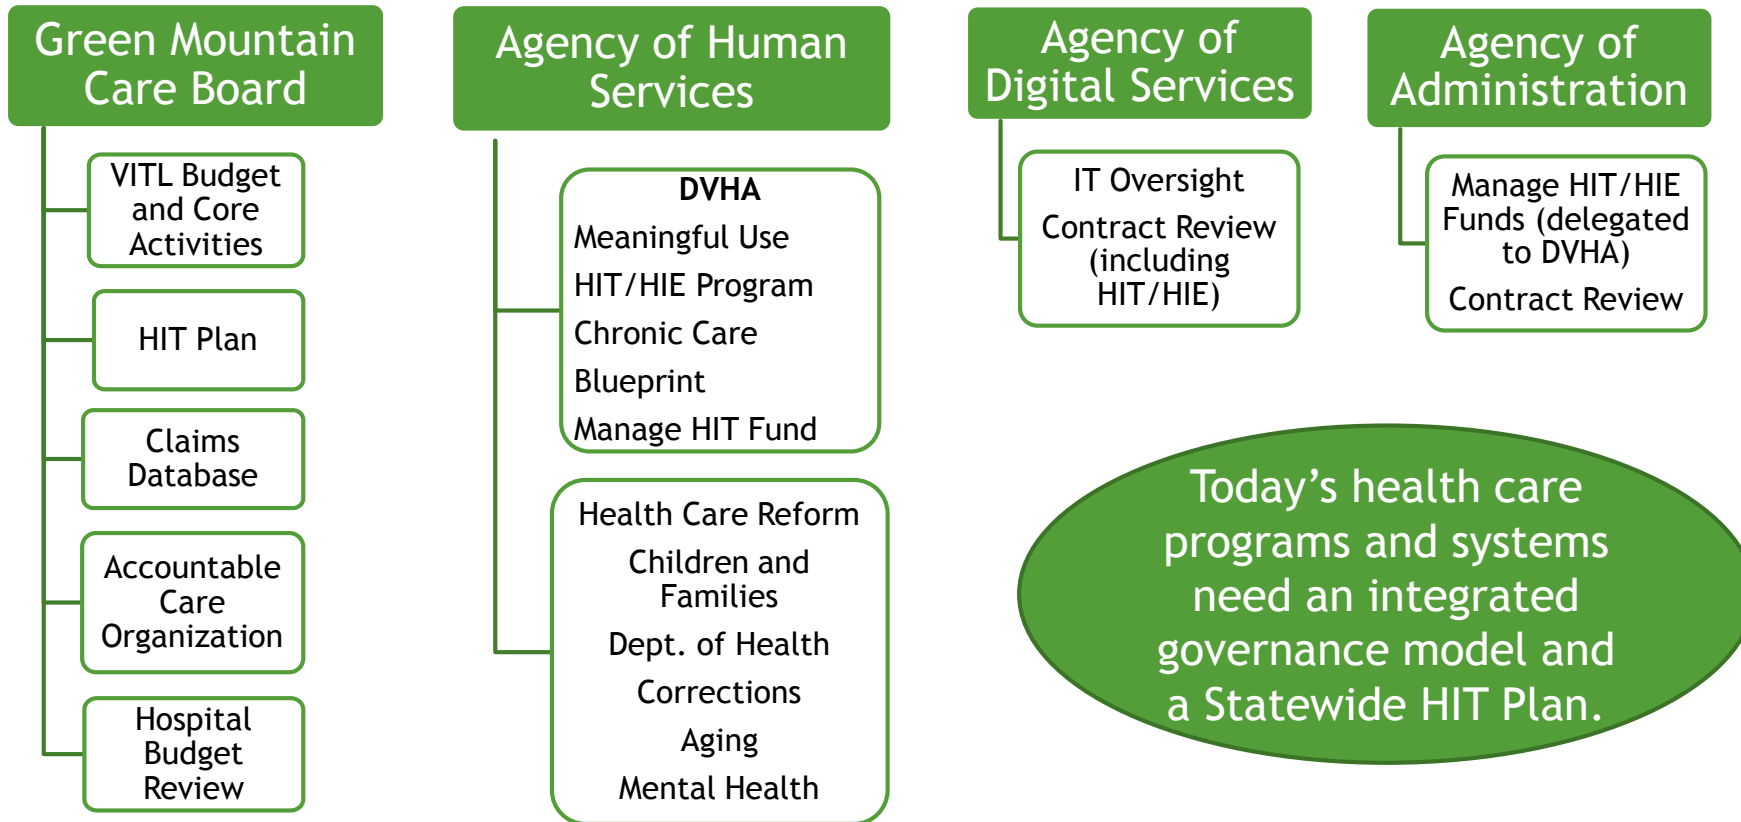 Green Mountain
Care Board
VITL Budget
and Core
Activities
HIT Plan
Claims
Database
Accountable
Care
Organization
Hospital
Budget
Review
Agency of Human
Services
DVHA
Meaningful Use
HIT/HIE Program
Chronic Care
Blueprint
Manage HIT Fund
Health Care Reform
Children and
Families
Dept. of Health
Corrections
Aging
Mental Health
Agency of
Digital Services
IT Oversight
Contract Review
(including
HIT/HIE)
Agency of
Administration
Manage HIT/HIE
Funds (delegated
to DVHA)
Contract Review
Today’s health care
programs and systems
need an integrated
governance model and
a Statewide HIT Plan.